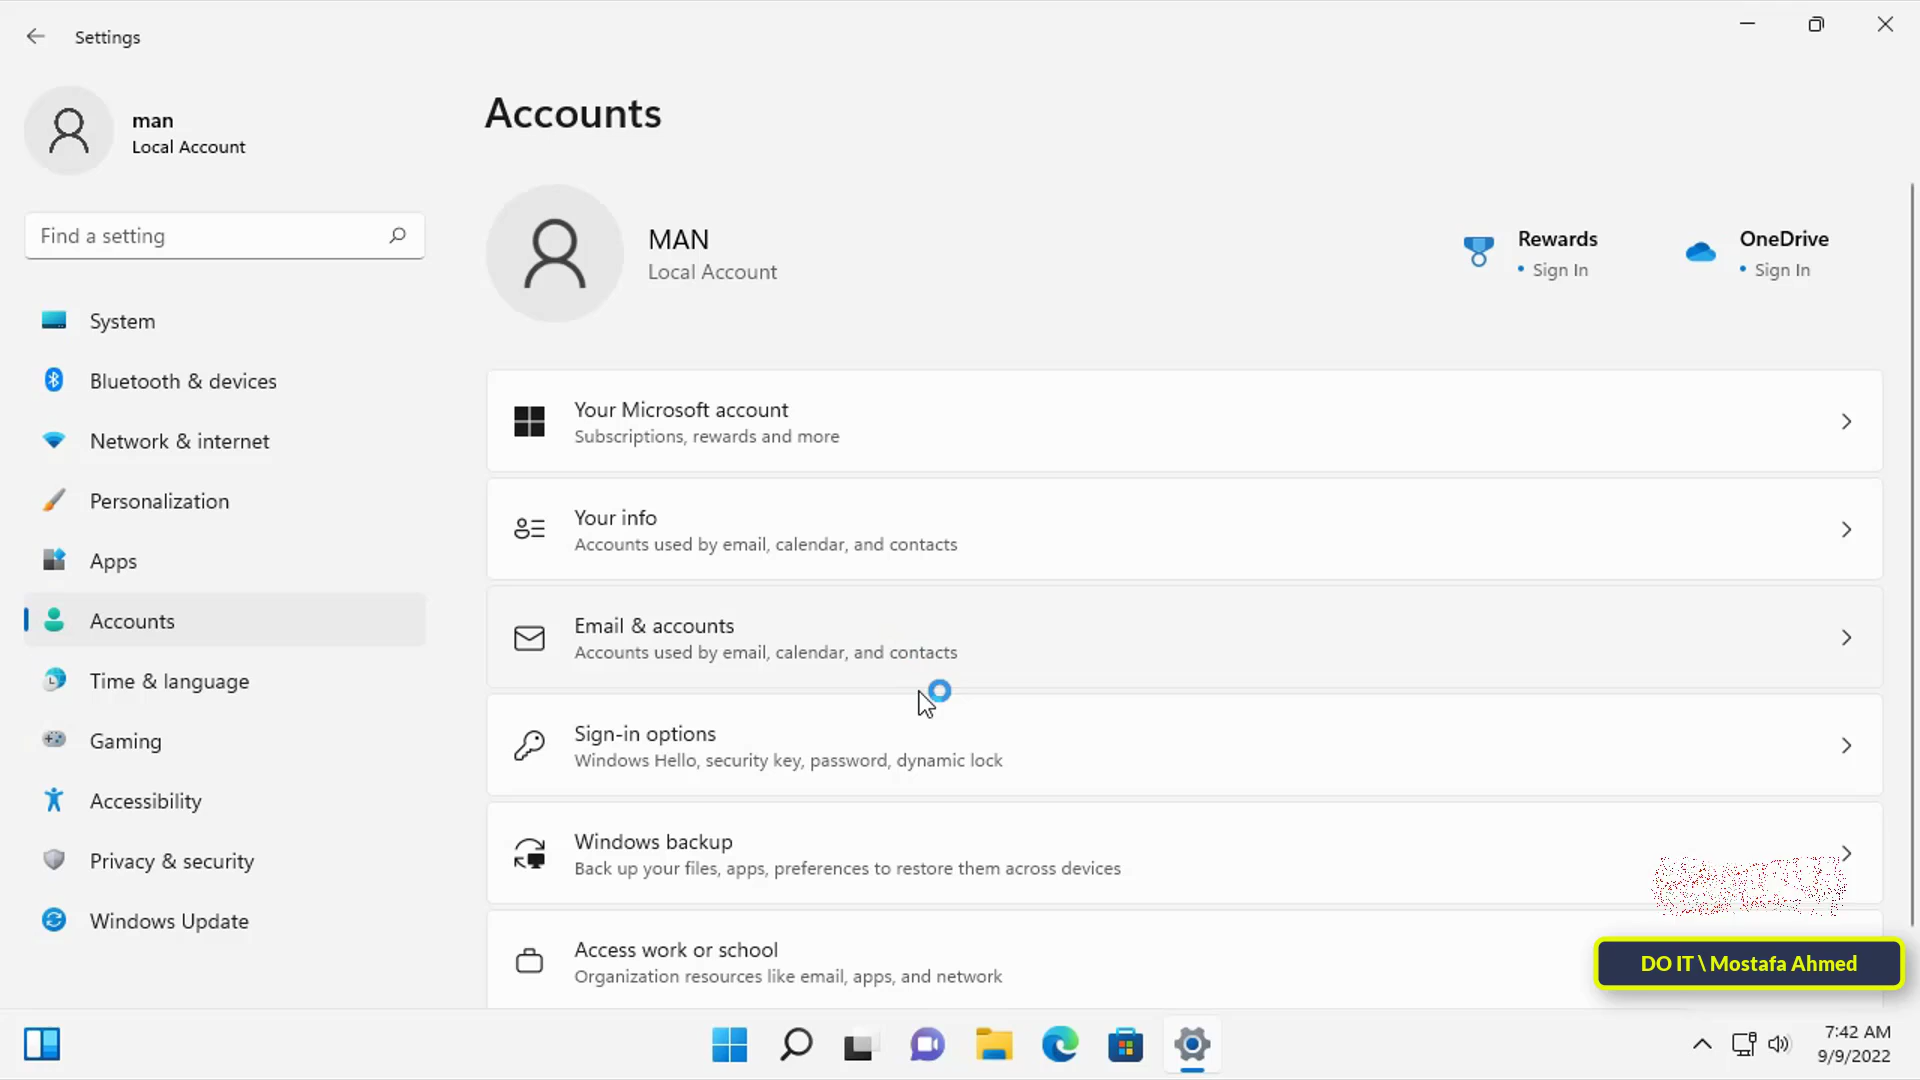 Settings
man
Local Account
Find a setting
System
Bluetooth & devices
Network & internet
Personalization
Apps
Accounts
Time & language
Gaming
Accessibility
Privacy & security
Windows Update
Accounts
MAN
Local Account
Rewards
• Sign In
OneDrive
• Sign In
Your Microsoft account
Subscriptions, rewards and more
Your info
Accounts used by email, calendar, and contacts
Email & accounts
Accounts used by email, calendar, and contacts
Sign-in options
Windows Hello, security key, password, dynamic lock
Windows backup
Back up your files, apps, preferences to restore them across devices
Access work or school
Organization resources like email, apps, and network
DO IT \ Mostafa Ahmed
7:42 AM
9/9/2022